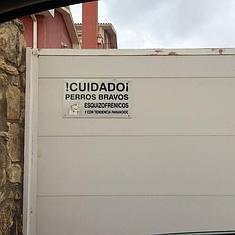 !CUIDADO¡
PERROS BRAVOS
ESQUIZOFRENICOS
Y CON TENDENCIA PARANOIDE